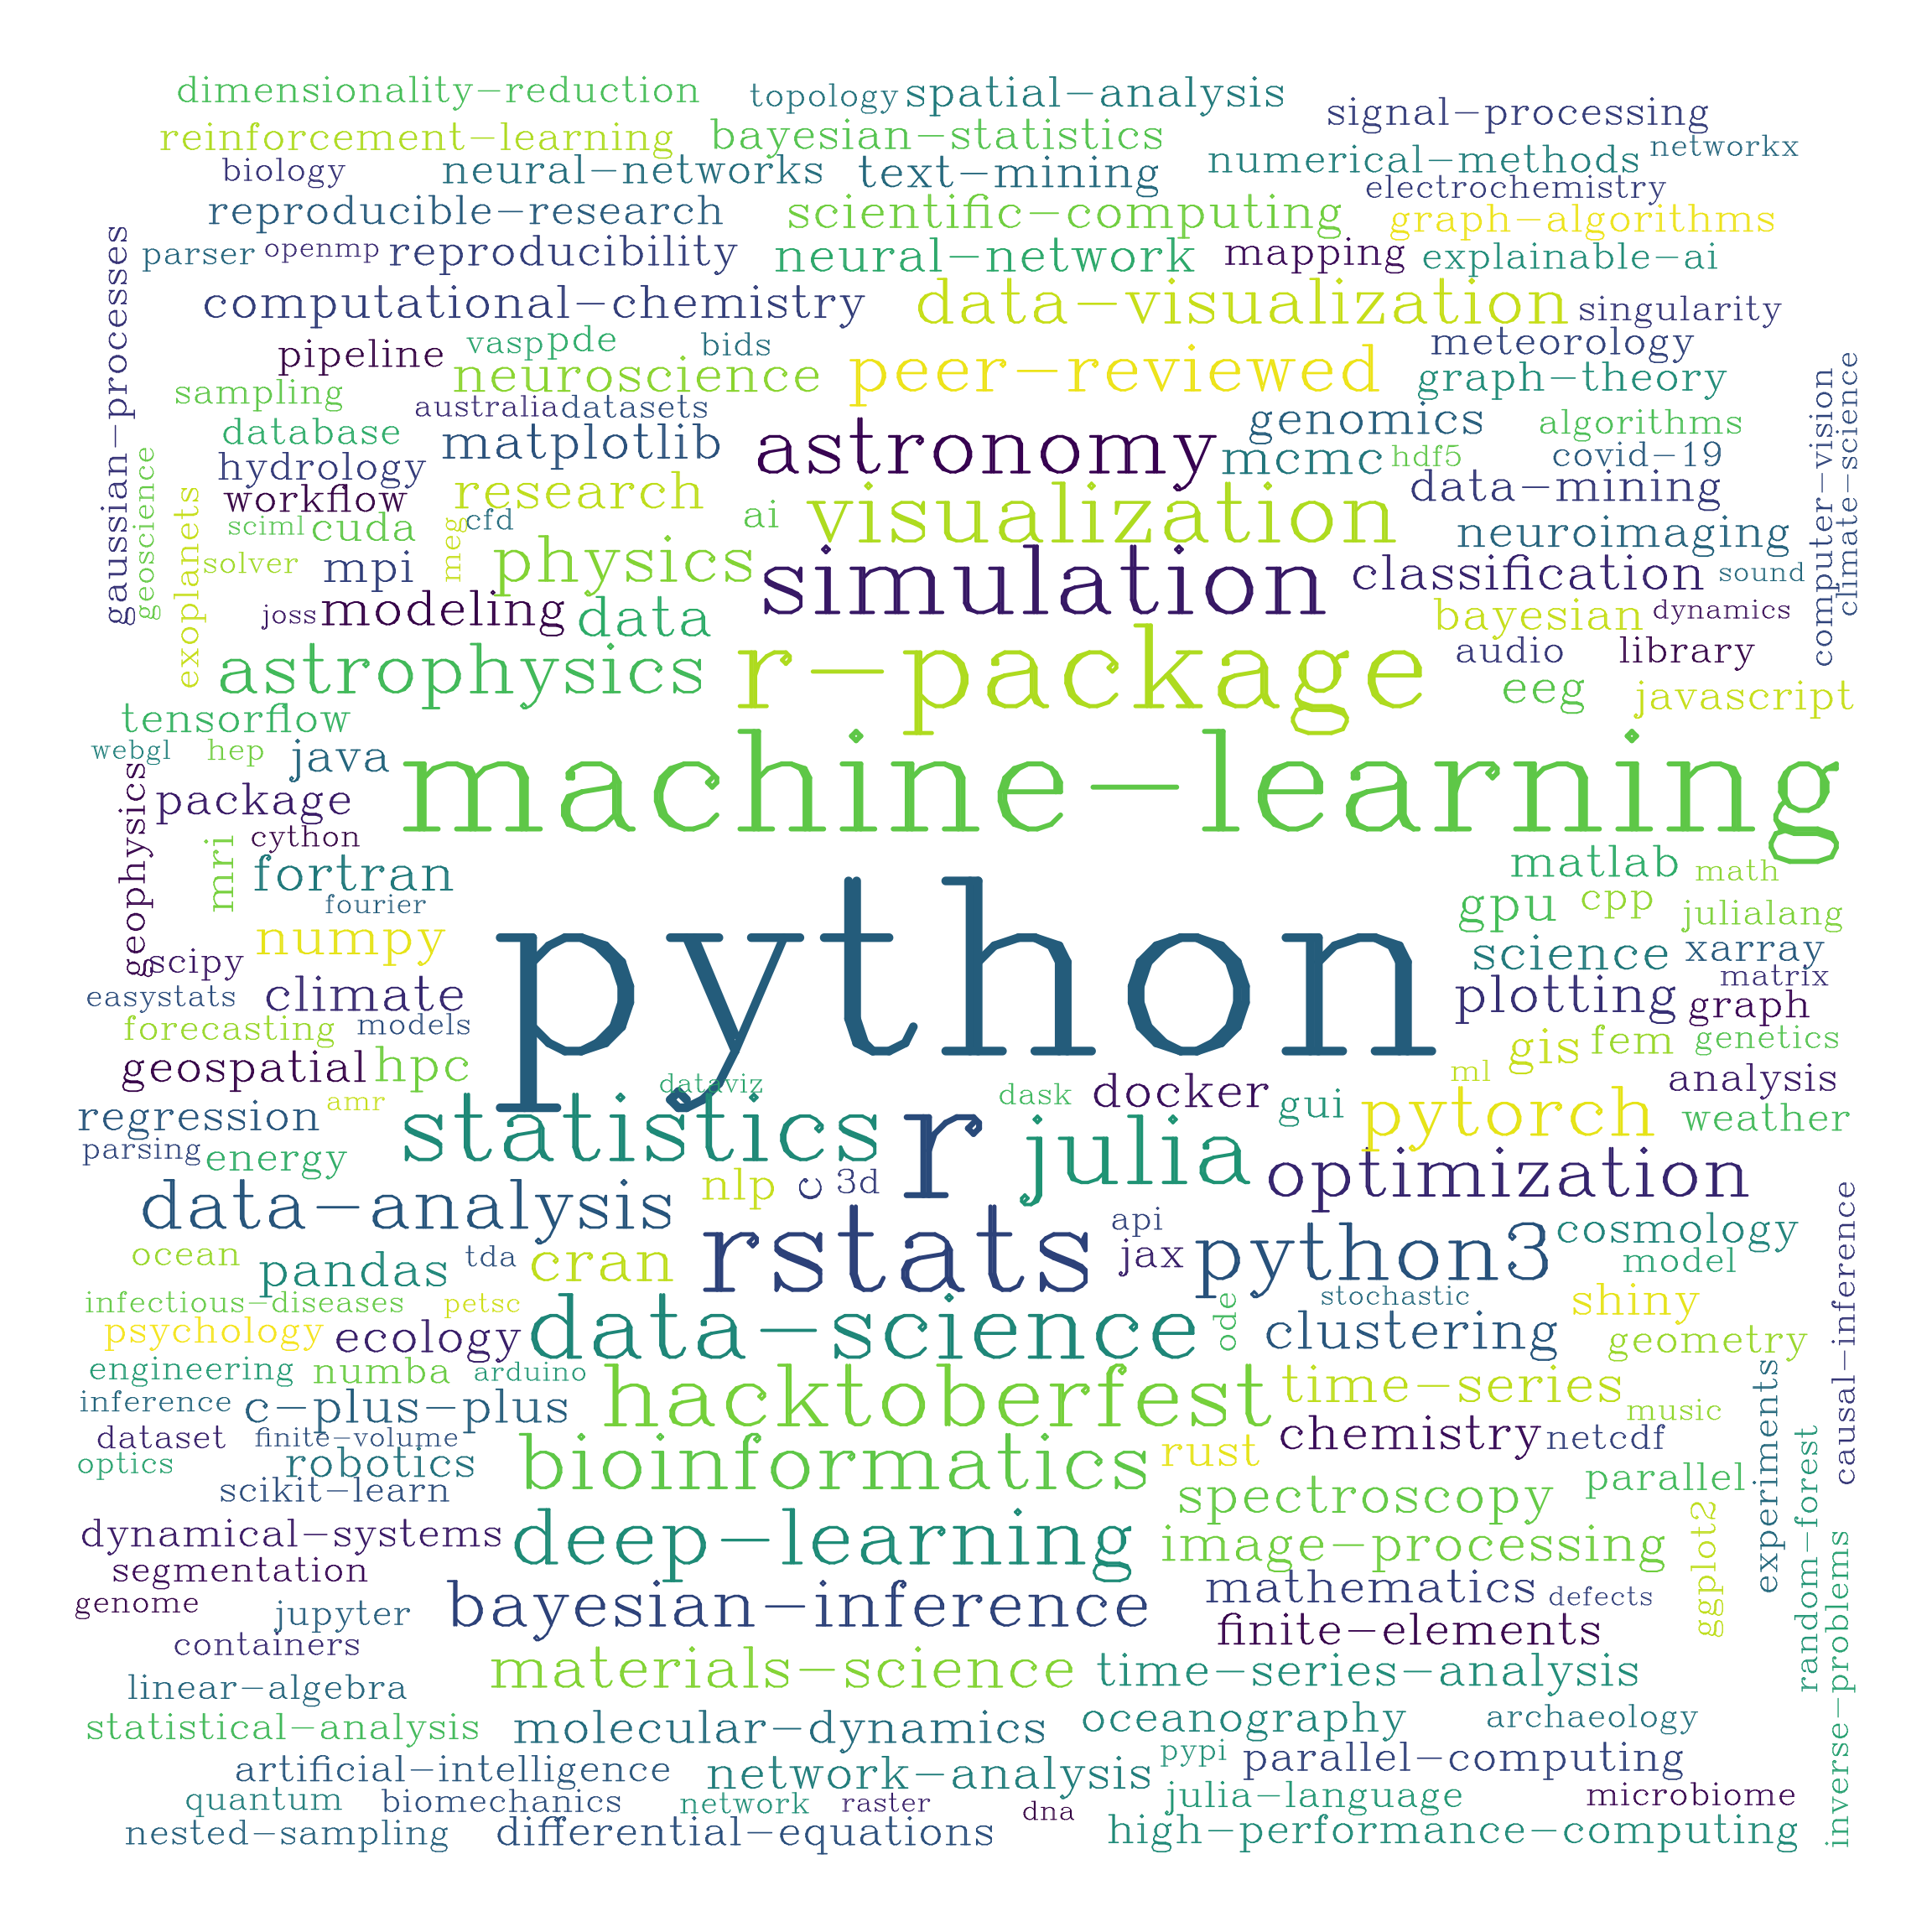 dimensionality-reduction
topology
spatial-analysis
signal-processing
reinforcement-learning
bayesian-statistics
networkx
biology
neural-networks
text-mining
numerical-methods
electrochemistry
reproducible-research
scientific-computing
graph-algorithms
parser
openmp
reproducibility
neural-network
mapping
explainable-ai
gaussian-processes
computational-chemistry
data-visualization
singularity
pipeline
vasp
pde
bids
meteorology
neuroscience
peer-reviewed
graph-theory
sampling
australia
datasets
genomics
algorithms
computer-vision
climate-science
database
matplotlib
astronomy
mcmc
hdf5
covid-19
hydrology
data-mining
geoscience
workflow
research
exoplanets
sciml
cuda
meg
cfd
ai
visualization
neuroimaging
solver
mpi
physics
simulation
classification
sound
joss
modeling
data
bayesian
dynamics
astrophysics
r-package
audio
library
eeg
javascript
tensorflow
webgl
hep
java
machine-learning
geophysics
package
cython
mri
fortran
matlab
math
fourier
gpu
cpp
julialang
numpy
python
science
xarray
scipy
matrix
easystats
climate
plotting
graph
forecasting
models
gis
fem
genetics
geospatial
hpc
dataviz
dask
docker
ml
analysis
regression
amr
statistics
r
julia
gui
pytorch
weather
parsing
energy
nlp
c
3d
optimization
data-analysis
rstats
api
cosmology
ocean
pandas
tda
cran
jax
python3
model
causal-inference
infectious-diseases
petsc
stochastic
shiny
psychology
ecology
data-science
ode
clustering
geometry
engineering
numba
arduino
hacktoberfest
time-series
experiments
inference
c-plus-plus
music
dataset
finite-volume
bioinformatics
rust
chemistry
netcdf
optics
robotics
random-forest
scikit-learn
spectroscopy
parallel
dynamical-systems
deep-learning
image-processing
ggplot2
segmentation
inverse-problems
genome
jupyter
bayesian-inference
mathematics
defects
containers
finite-elements
linear-algebra
materials-science
time-series-analysis
statistical-analysis
molecular-dynamics
oceanography
archaeology
artificial-intelligence
network-analysis
pypi
parallel-computing
quantum
biomechanics
network
raster
dna
julia-language
microbiome
nested-sampling
differential-equations
high-performance-computing